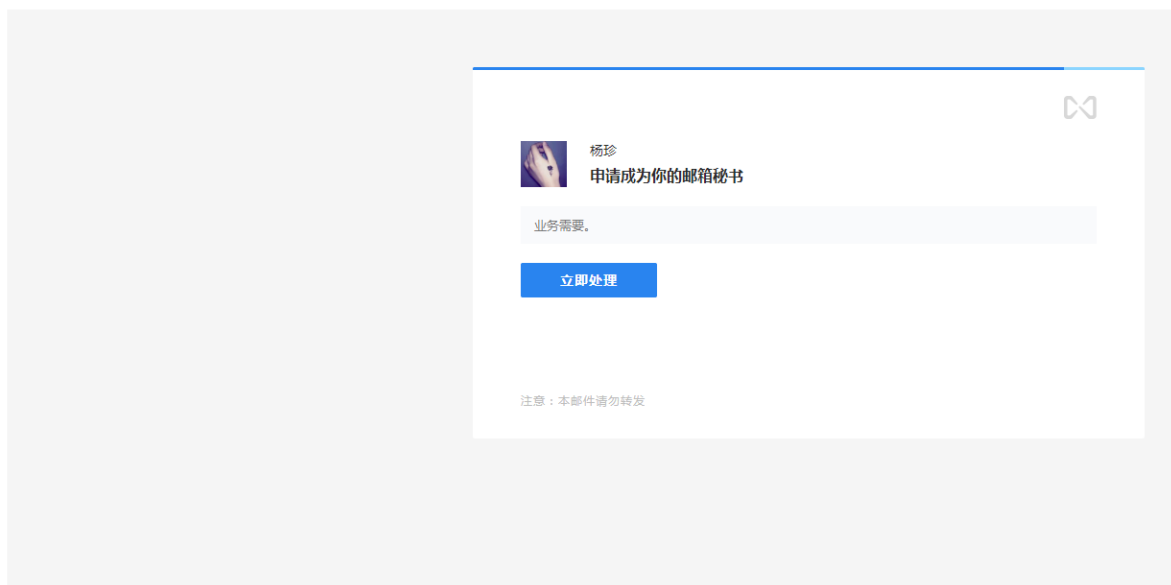 杨珍
申请成为你的邮箱秘书
业务需要。
立即处理
注意：本邮件请勿转发